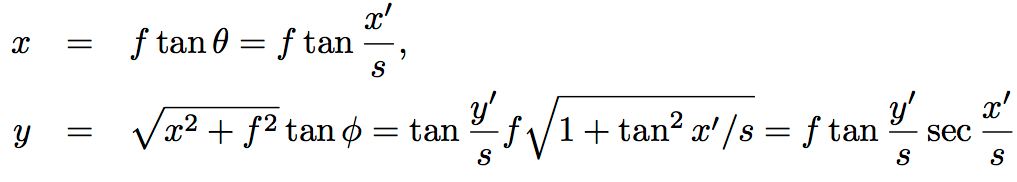 x = f tan θ = f tan x′/s,
y = √(x² + f²) tan ϕ = tan y′/s f√(1 + tan² x′/s) = f tan y′/s sec x′/s